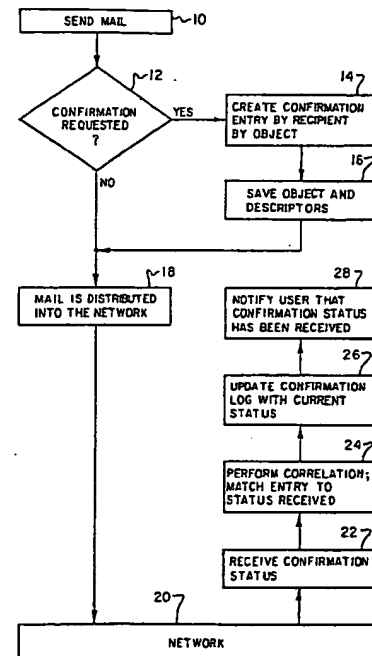 SEND MAIL
10
12
CONFIRMATION
REQUESTED
?
YES
NO
14
CREATE CONFIRMATION
ENTRY BY RECIPIENT
BY OBJECT
16
SAVE OBJECT AND
DESCRIPTORS
18
MAIL IS DISTRIBUTED
INTO THE NETWORK
28
NOTIFY USER THAT
CONFIRMATION STATUS
HAS BEEN RECEIVED
26
UPDATE CONFIRMATION
LOG WITH CURRENT
STATUS
24
PERFORM CORRELATION;
MATCH ENTRY TO
STATUS RECEIVED
22
RECEIVE CONFIRMATION
STATUS
20
NETWORK